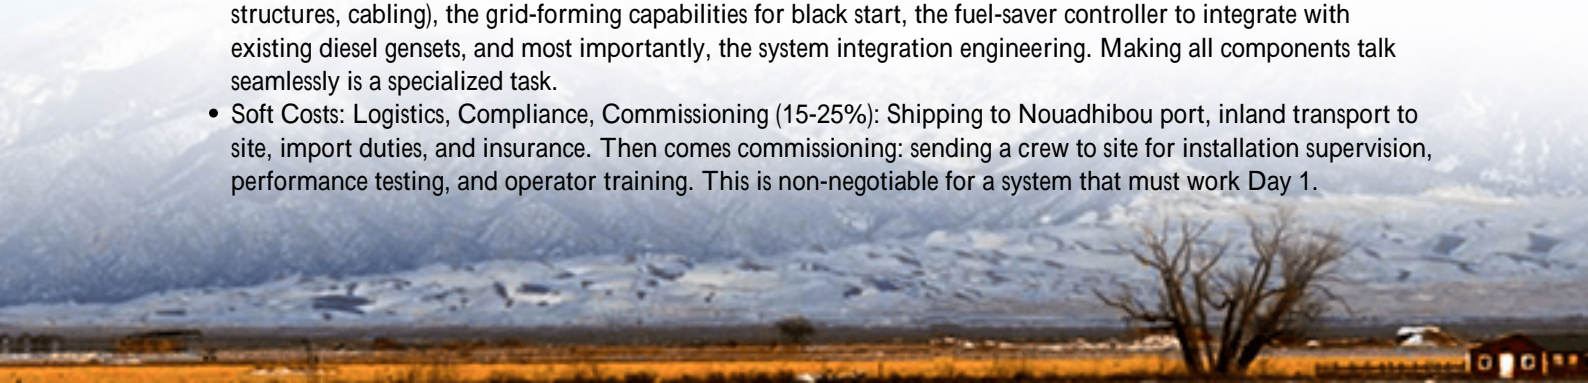 structures, cabling), the grid-forming capabilities for black start, the fuel-saver controller to integrate with
existing diesel gensets, and most importantly, the system integration engineering. Making all components talk
seamlessly is a specialized task.
• Soft Costs: Logistics, Compliance, Commissioning (15-25%): Shipping to Nouadhibou port, inland transport to
site, import duties, and insurance. Then comes commissioning: sending a crew to site for installation supervision,
performance testing, and operator training. This is non-negotiable for a system that must work Day 1.